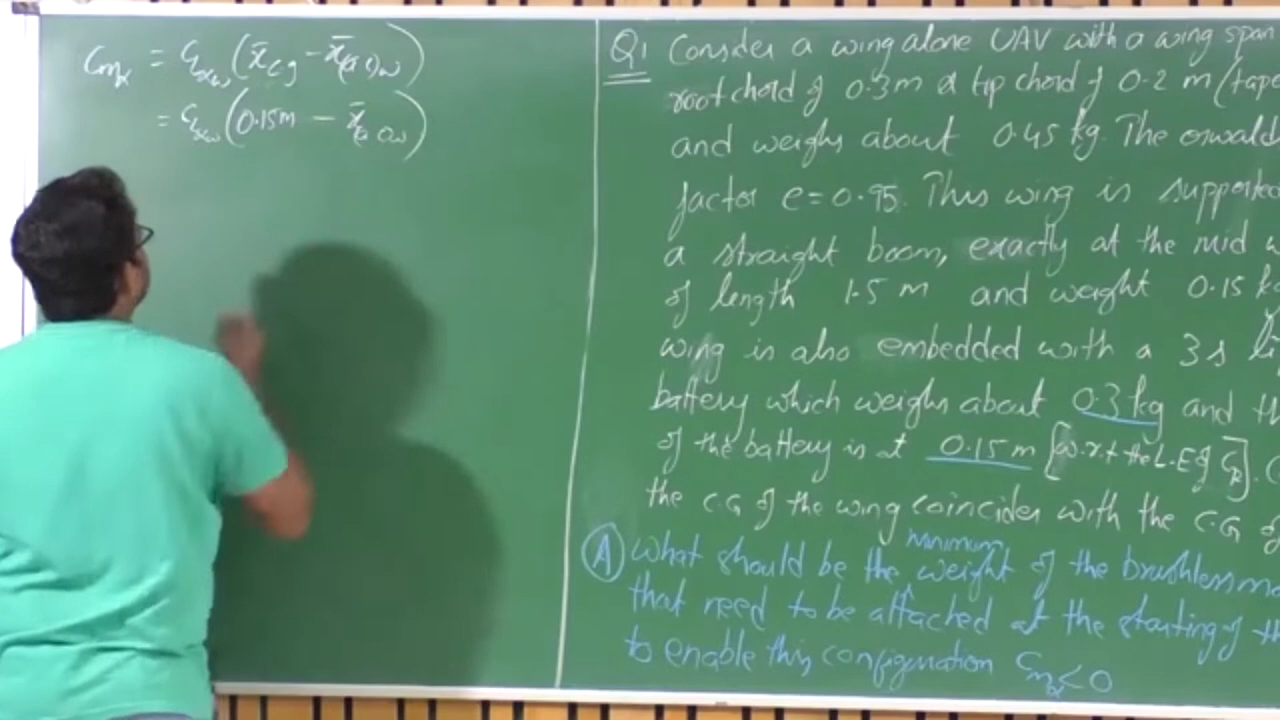 Cmα = CLαw (x̄cg − x̄(a.c)w)
= CLαw (0.15m − x̄(a.c)w)
Q1 Consider a wing alone UAV with a wing span
root chord of 0.3m & tip chord of 0.2 m (tape
and weighs about 0.45 kg. The oswald
factor e=0.95. This wing is supporte
a straight boom, exactly at the mid w
of length 1.5 m and weight 0.15 k
wing is also embedded with a 3s li
battery which weighs about 0.3 kg and th
of the battery is at 0.15 m [w.r.t the L.E of CR]. (
the C.G of the wing coincides with the C.G of
(A) What should be the minimum weight of the brushless mo
that need to be attached at the starting of th
to enable this configuration Cmα<0